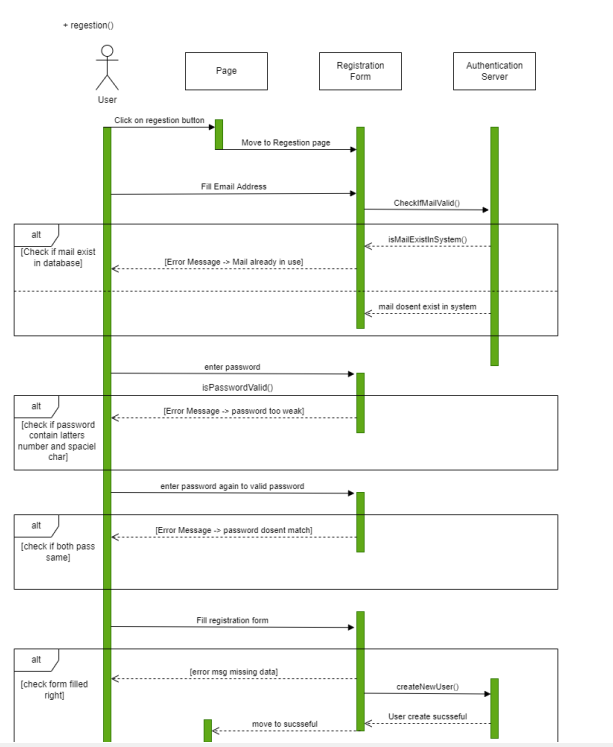 + regestion()
Page
Registration
Form
Authentication
Server
User
Click on regestion button
Move to Regestion page
Fill Email Address
CheckIfMailValid()
alt
[Check if mail exist
in database]
isMailExistInSystem()
[Error Message -> Mail already in use]
mail dosent exist in system
enter password
isPasswordValid()
alt
[check if password
contain latters
number and spaciel
char]
[Error Message -> password too weak]
enter password again to valid password
alt
[check if both pass
same]
[Error Message -> password dosent match]
Fill registration form
alt
[check form filled
right]
[error msg missing data]
createNewUser()
User create sucsseful
move to sucsseful